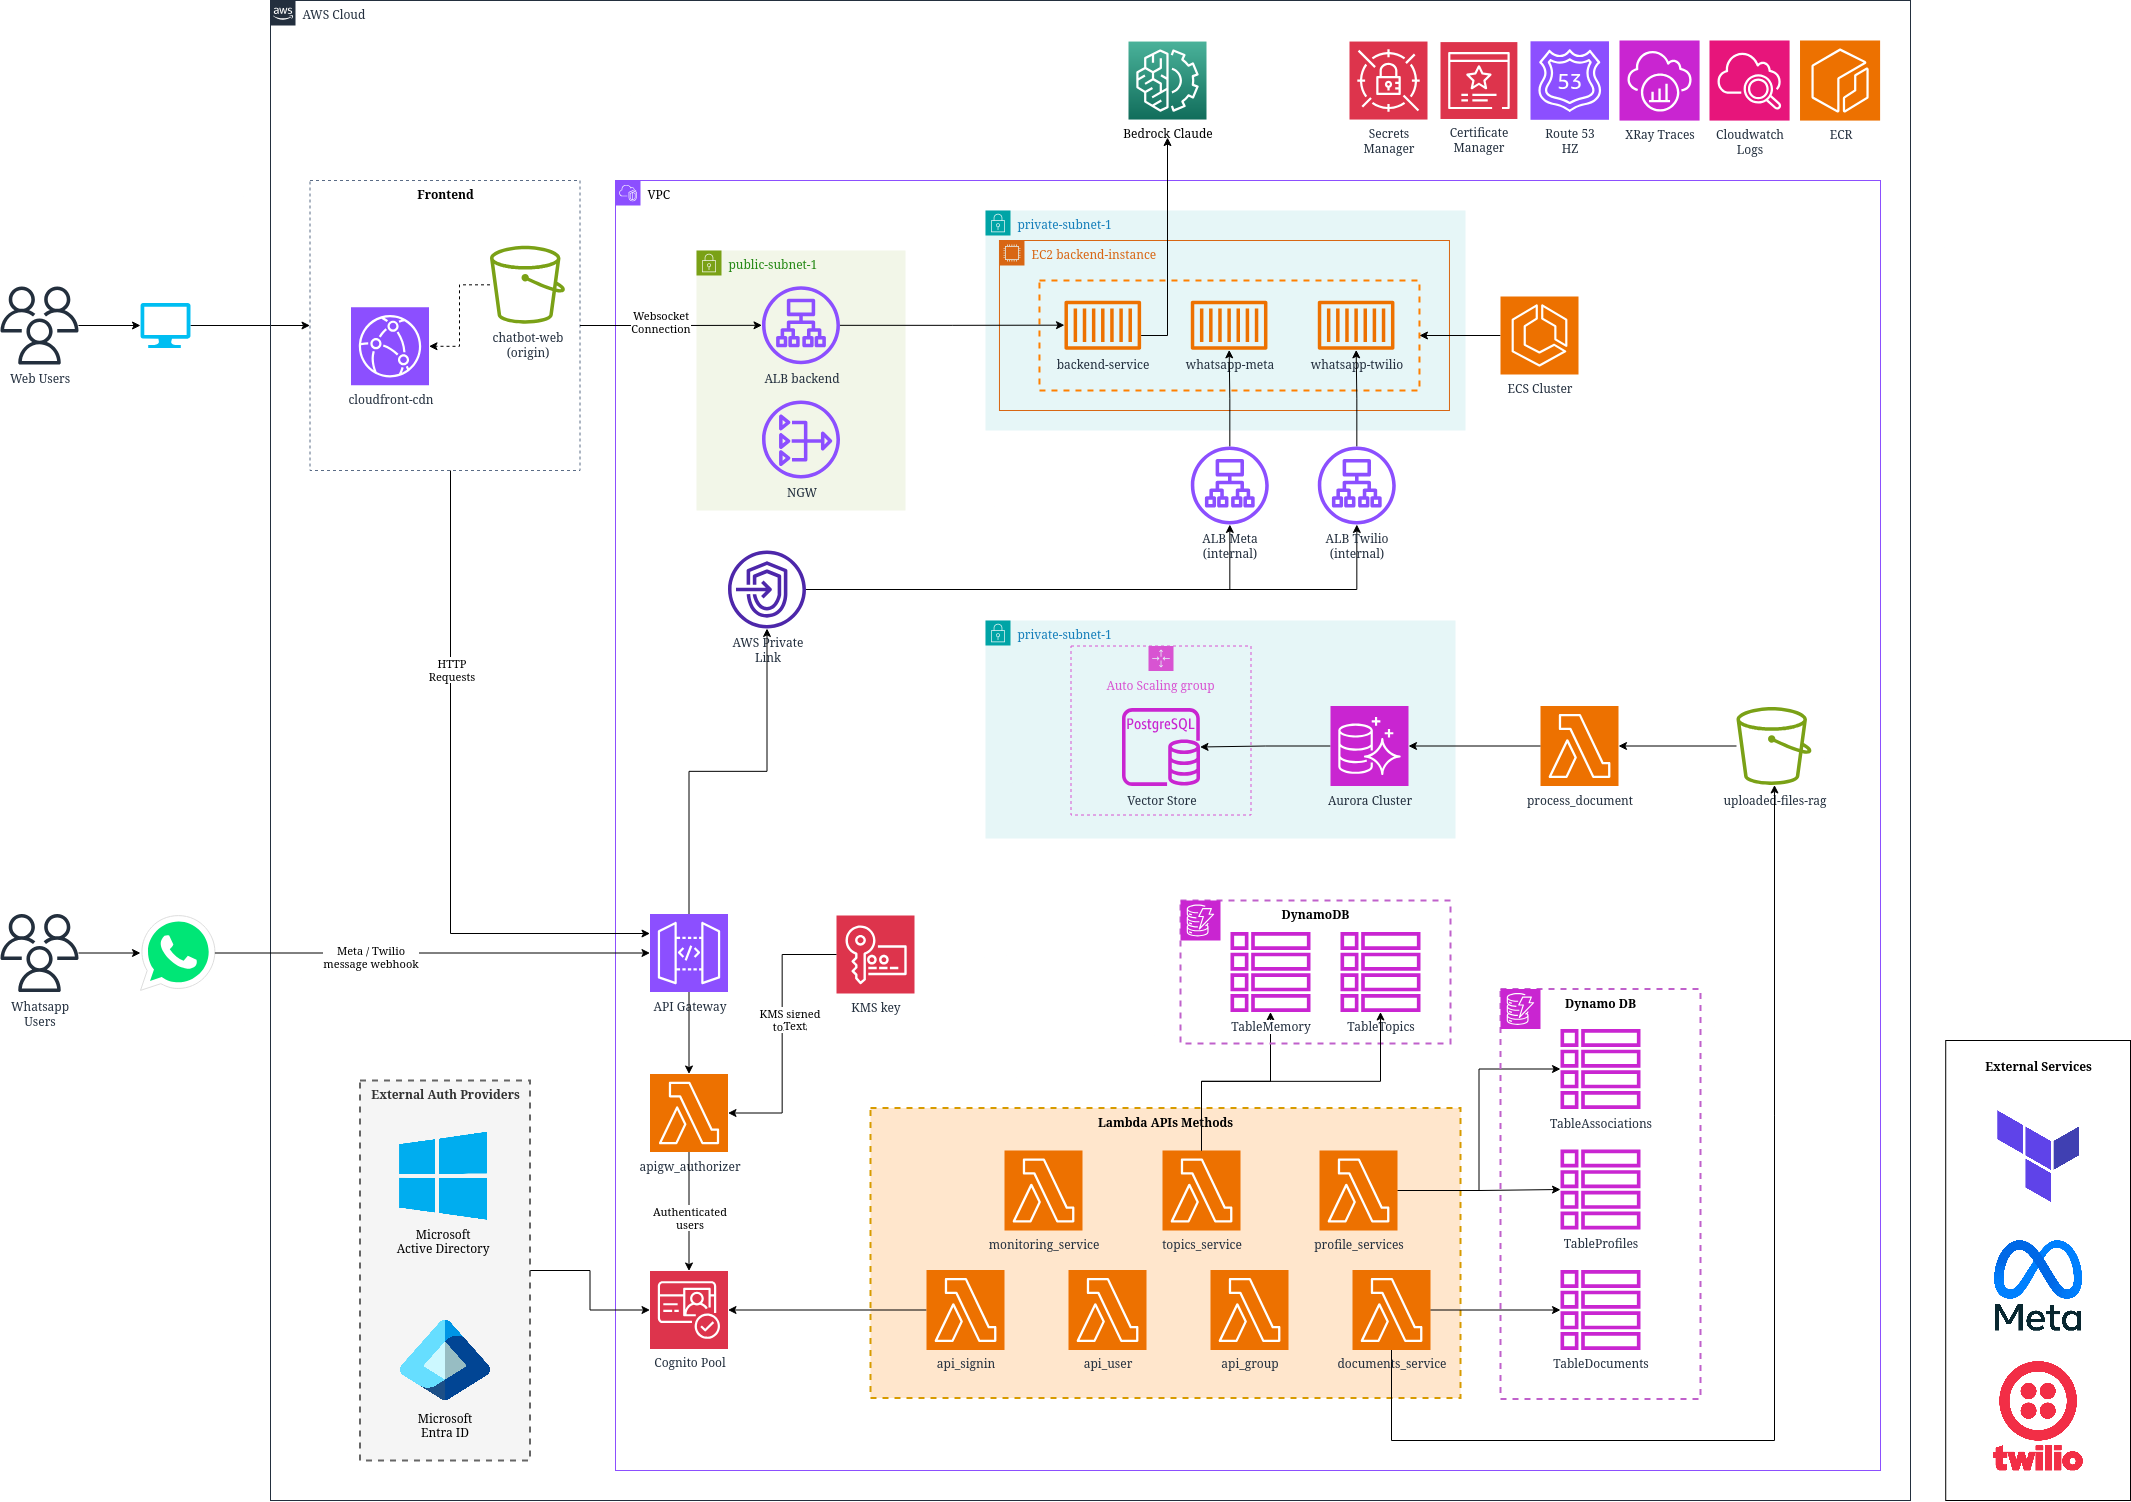 aws
AWS Cloud
Bedrock Claude
Secrets
Manager
Certificate
Manager
53
Route 53
HZ
XRay Traces
Cloudwatch
Logs
ECR
Frontend
chatbot-web
(origin)
cloudfront-cdn
Web Users
VPC
public-subnet-1
Websocket
Connection
ALB backend
NGW
private-subnet-1
EC2 backend-instance
backend-service
whatsapp-meta
whatsapp-twilio
ECS Cluster
ALB Meta
(internal)
ALB Twilio
(internal)
AWS Private
Link
HTTP
Requests
private-subnet-1
Auto Scaling group
PostgreSQL
Vector Store
Aurora Cluster
process_document
uploaded-files-rag
Whatsapp
Users
Meta / Twilio
message webhook
API Gateway
KMS key
KMS signed
to
Text
DynamoDB
TableMemory
TableTopics
Dynamo DB
TableAssociations
TableProfiles
TableDocuments
External Auth Providers
Microsoft
Active Directory
Microsoft
Entra ID
apigw_authorizer
Authenticated
users
Cognito Pool
Lambda APIs Methods
monitoring_service
topics_service
profile_services
api_signin
api_user
api_group
documents_service
External Services
Meta
twilio